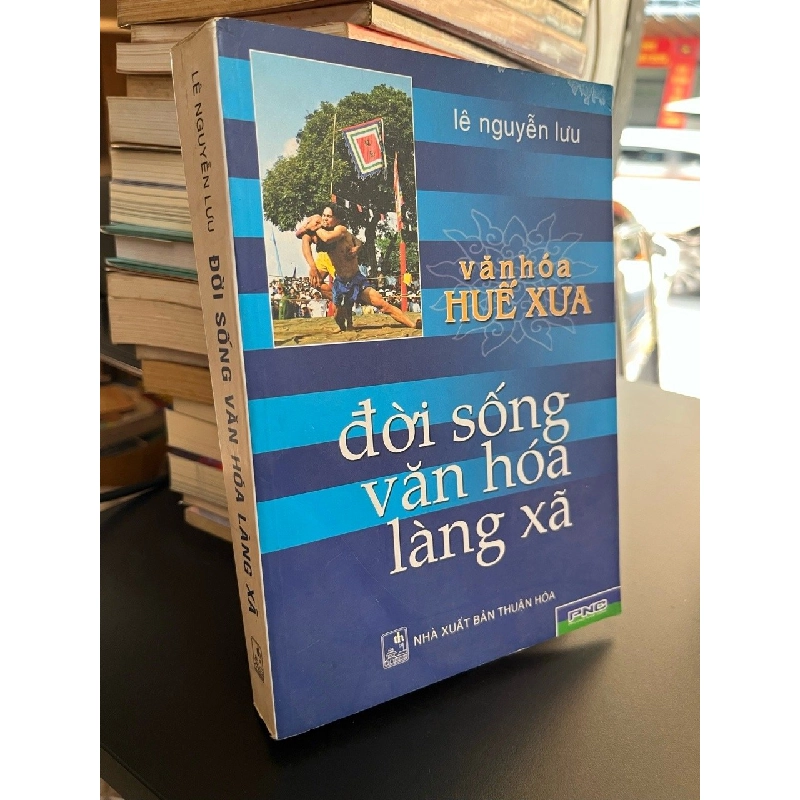 LÊ NGUYỄN LƯU ĐỜI SỐNG VĂN HÓA LÀNG XÃ
lê nguyễn lưu
văn hóa
HUẾ XƯA
đời sống
văn hóa
làng xã
NHÀ XUẤT BẢN THUẬN HÓA
PNC